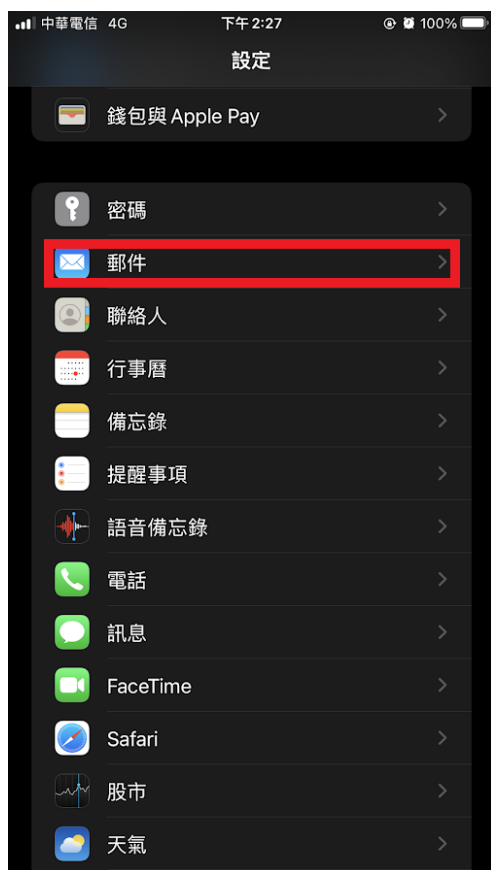 中華電信 4G 下午2:27 100%
設定
錢包與 Apple Pay
密碼
郵件
聯絡人
行事曆
備忘錄
提醒事項
語音備忘錄
電話
訊息
FaceTime
Safari
股市
天氣